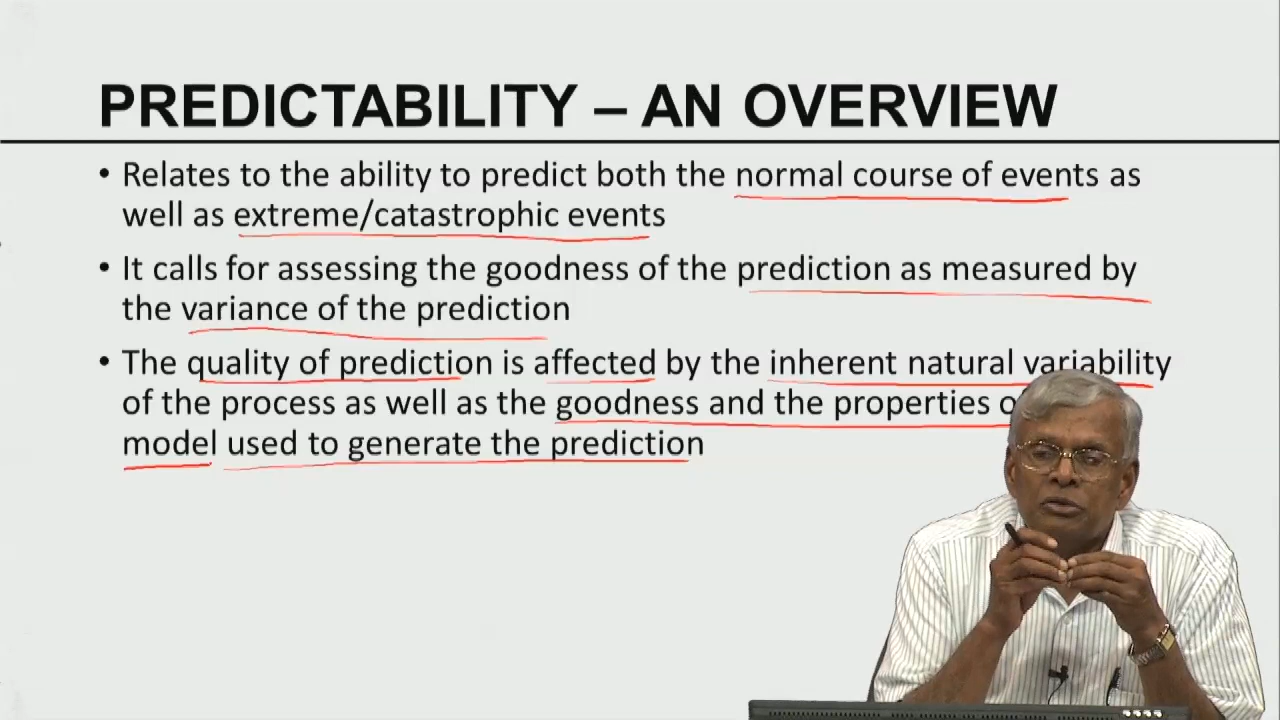 PREDICTABILITY – AN OVERVIEW
• Relates to the ability to predict both the normal course of events as
well as extreme/catastrophic events
• It calls for assessing the goodness of the prediction as measured by
the variance of the prediction
• The quality of prediction is affected by the inherent natural variability
of the process as well as the goodness and the properties
model used to generate the prediction